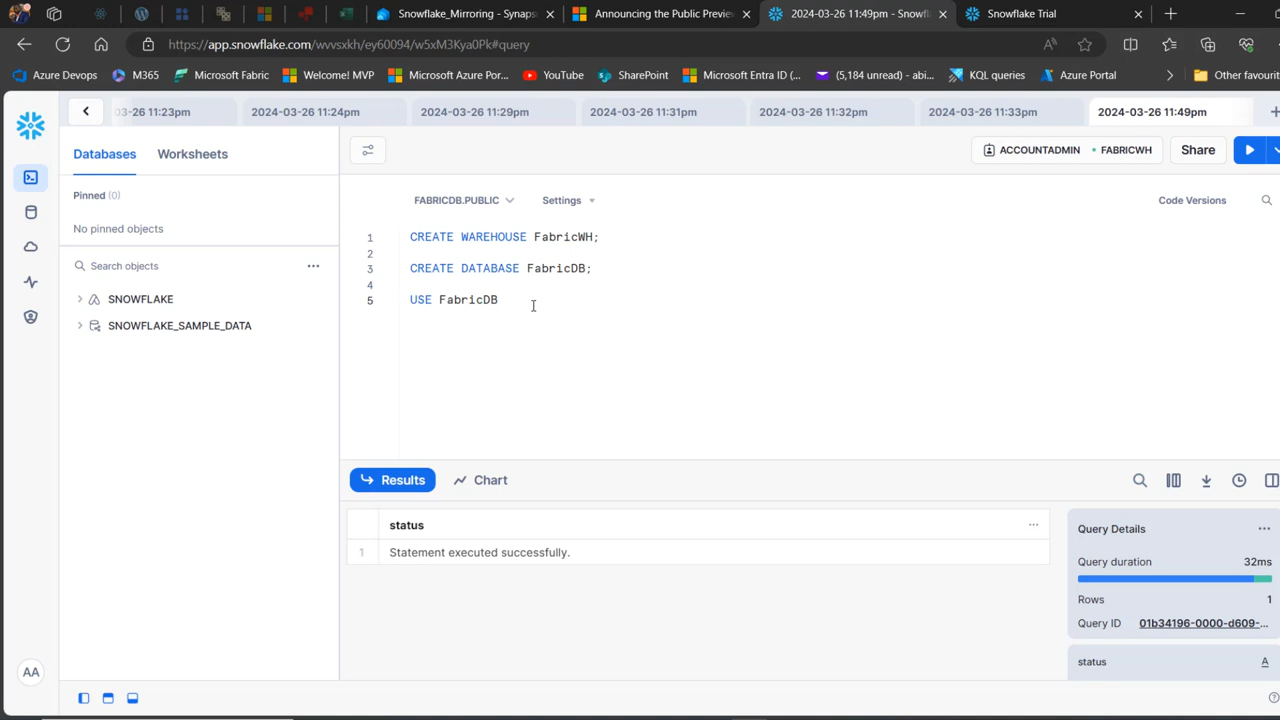 Snowflake_Mirroring - Synaps
Announcing the Public Preview
2024-03-26 11:49pm - Snowfl
Snowflake Trial
https://app.snowflake.com/wvvsxkh/ey60094/w5xM3Kya0Pk#query
Azure Devops
M365
Microsoft Fabric
Welcome! MVP
Microsoft Azure Por...
YouTube
SharePoint
Microsoft Entra ID (...
(5,184 unread) - abi...
KQL queries
Azure Portal
Other favourit
03-26 11:23pm
2024-03-26 11:24pm
2024-03-26 11:29pm
2024-03-26 11:31pm
2024-03-26 11:32pm
2024-03-26 11:33pm
2024-03-26 11:49pm
Databases
Worksheets
ACCOUNTADMIN
FABRICWH
Share
Pinned (0)
No pinned objects
FABRICDB.PUBLIC
Settings
Code Versions
Search objects
SNOWFLAKE
SNOWFLAKE_SAMPLE_DATA
1 CREATE WAREHOUSE FabricWH;
2
3 CREATE DATABASE FabricDB;
4
5 USE FabricDB
Results
Chart
status
1 Statement executed successfully.
Query Details
Query duration 32ms
Rows 1
Query ID 01b34196-0000-d609-...
status A
AA